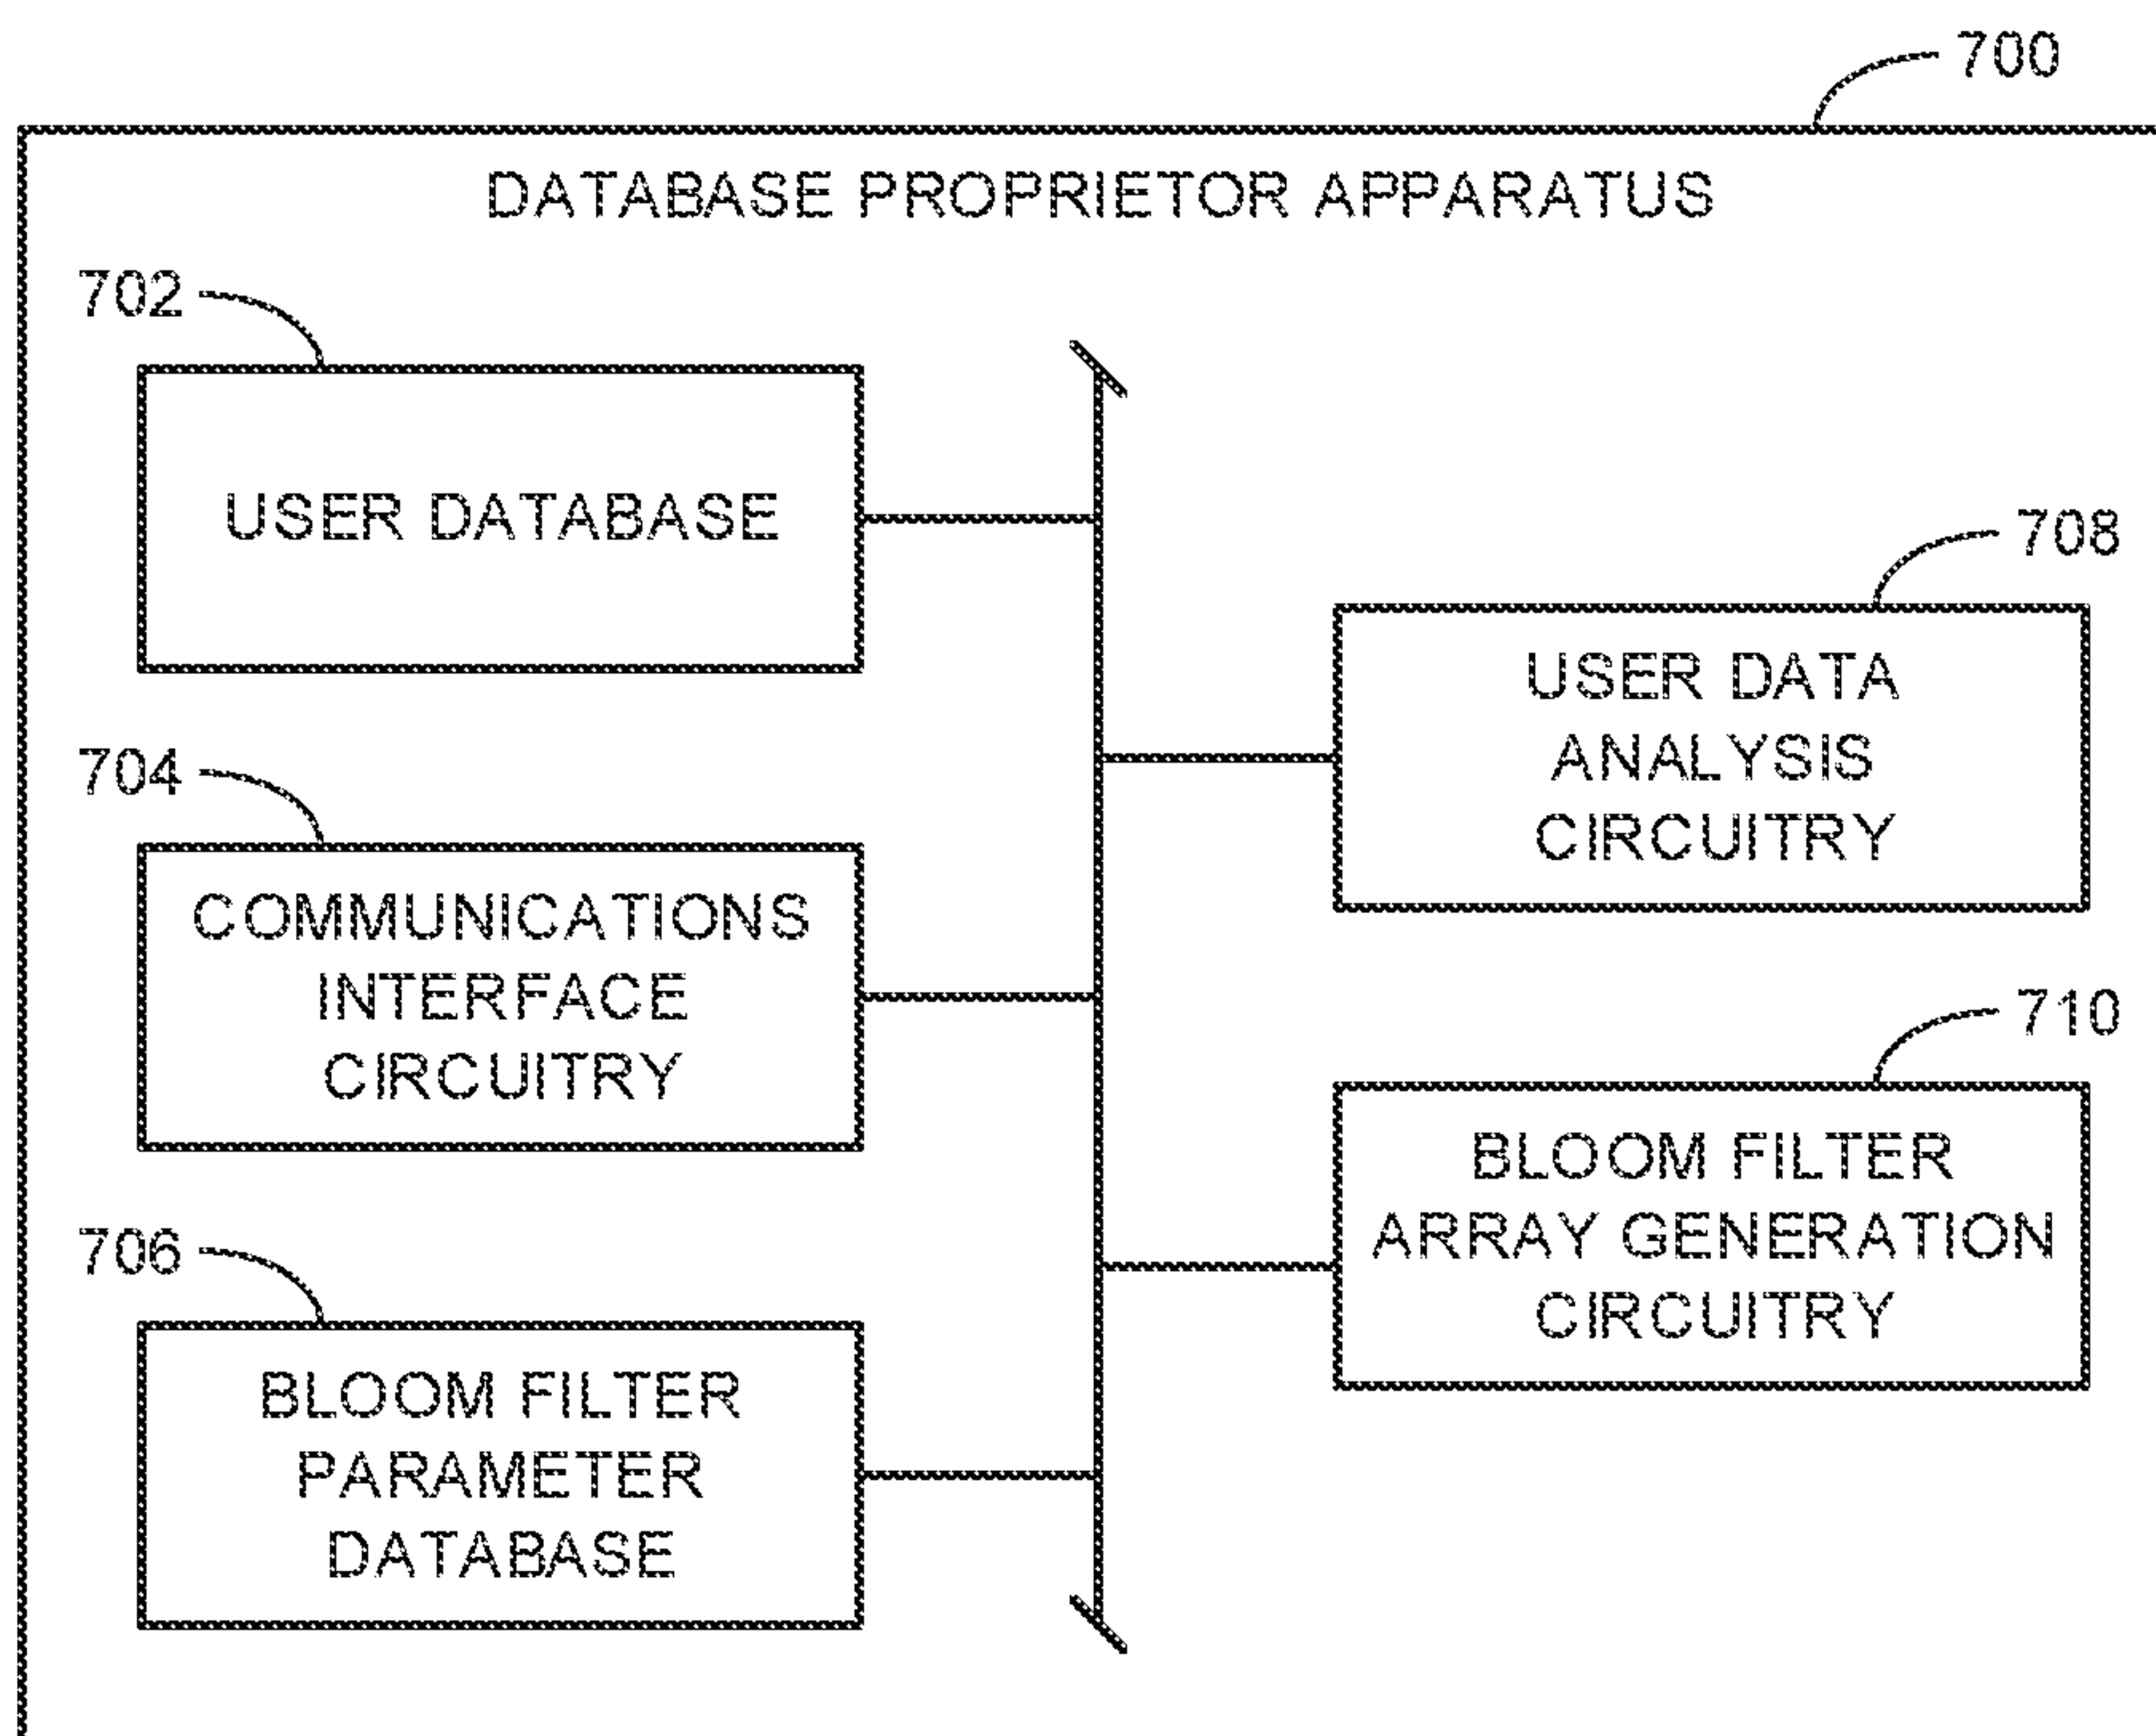 700
DATABASE PROPRIETOR APPARATUS
702
USER DATABASE
704
COMMUNICATIONS
INTERFACE
CIRCUITRY
706
BLOOM FILTER
PARAMETER
DATABASE
708
USER DATA
ANALYSIS
CIRCUITRY
710
BLOOM FILTER
ARRAY GENERATION
CIRCUITRY